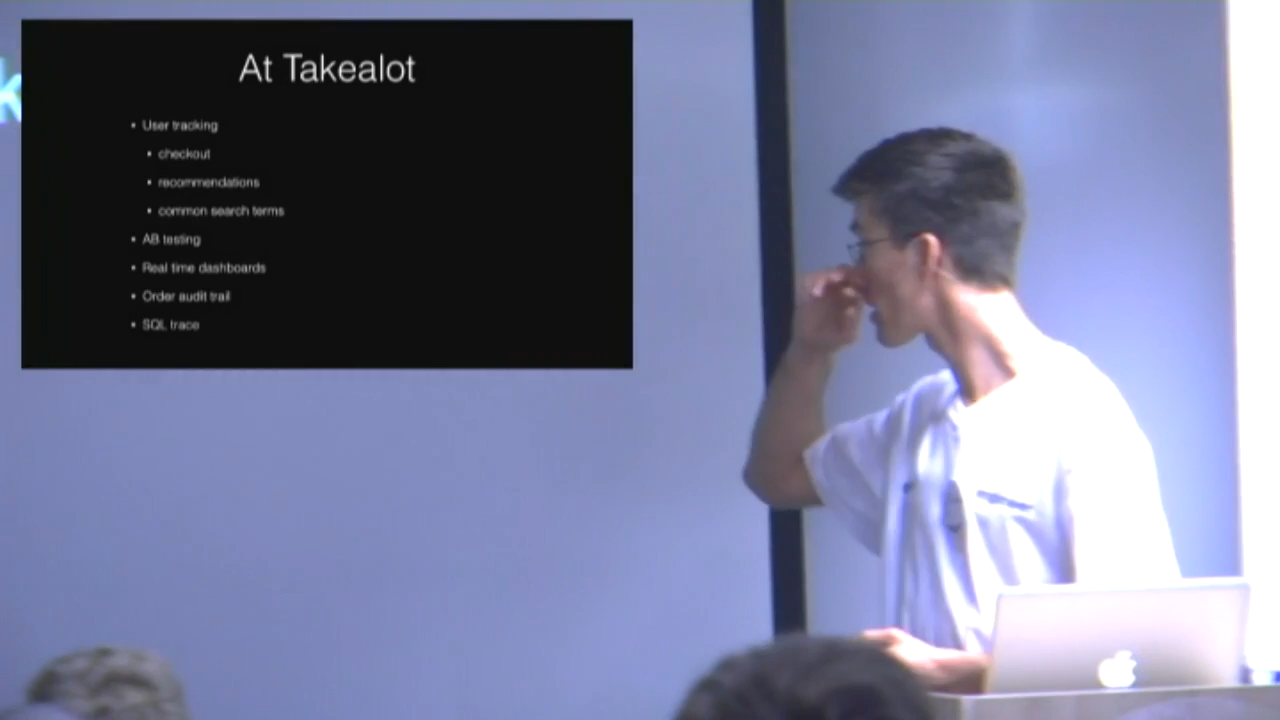 At Takealot
• User tracking
• checkout
• recommendations
• common search terms
• AB testing
• Real time dashboards
• Order audit trail
• SQL trace
k